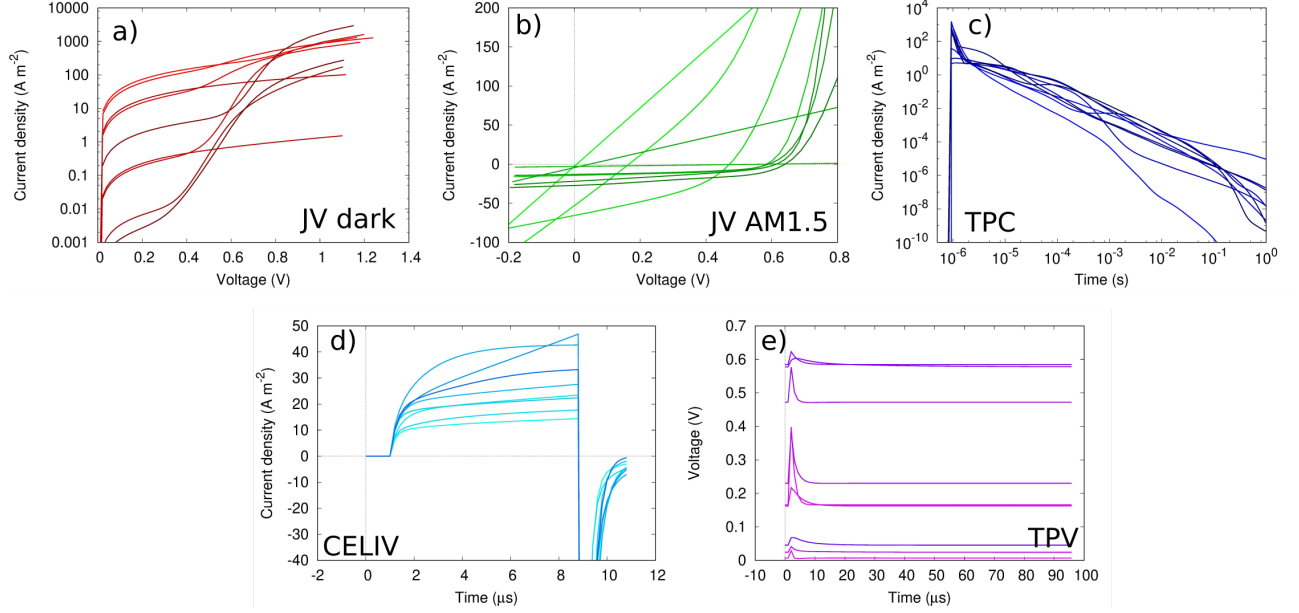 a)
10000
1000
100
10
1
0.1
0.01
0.001
0 0.2 0.4 0.6 0.8 1 1.2 1.4
Current density (A m⁻²)
Voltage (V)
JV dark
b)
200
150
100
50
0
-50
-100
-0.2 0 0.2 0.4 0.6 0.8
Current density (A m⁻²)
Voltage (V)
JV AM1.5
c)
10⁴
10²
10⁰
10⁻²
10⁻⁴
10⁻⁶
10⁻⁸
10⁻¹⁰
10⁻⁶ 10⁻⁵ 10⁻⁴ 10⁻³ 10⁻² 10⁻¹ 10⁰
Current density (A m⁻²)
Time (s)
TPC
d)
50
40
30
20
10
0
-10
-20
-30
-40
-2 0 2 4 6 8 10 12
Current density (A m⁻²)
Time (μs)
CELIV
e)
0.7
0.6
0.5
0.4
0.3
0.2
0.1
0
-10 0 10 20 30 40 50 60 70 80 90 100
Voltage (V)
Time (μs)
TPV